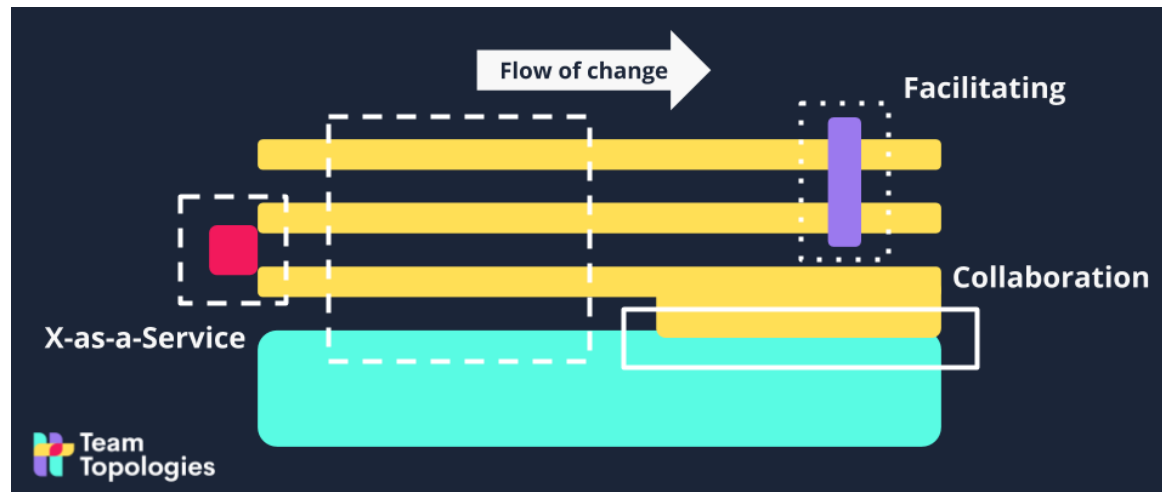 Flow of change
Facilitating
Collaboration
X-as-a-Service
Team
Topologies